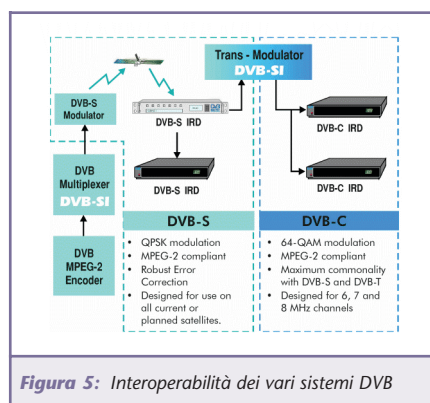 Trans - Modulator
DVB-SI
DVB-S
Modulator
DVB-S IRD
DVB-C IRD
DVB-S IRD
DVB-C IRD
DVB
Multiplexer
DVB-SI
DVB
MPEG-2
Encoder
DVB-S
• QPSK modulation
• MPEG-2 compliant
• Robust Error
Correction
• Designed for use on
all current or
planned satellites.
DVB-C
• 64-QAM modulation
• MPEG-2 compliant
• Maximum commonality
with DVB-S and DVB-T
• Designed for 6, 7 and
8 MHz channels
Figura 5: Interoperabilità dei vari sistemi DVB